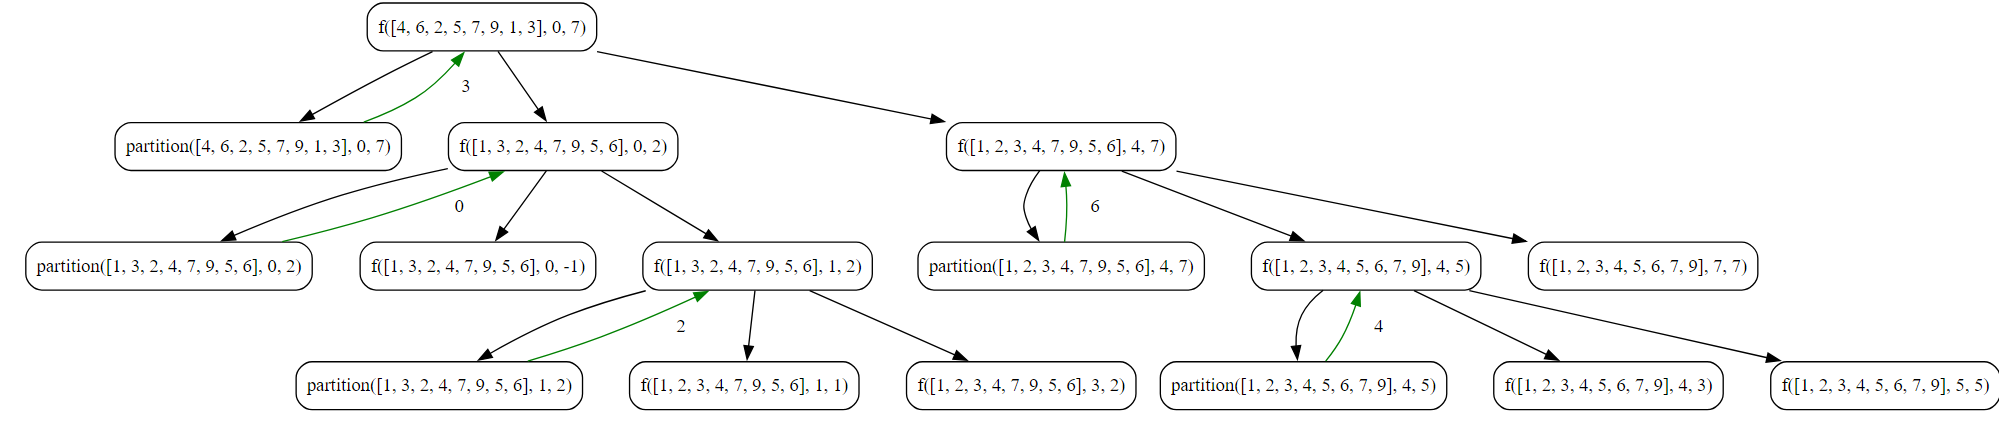 f([4, 6, 2, 5, 7, 9, 1, 3], 0, 7)
3
partition([4, 6, 2, 5, 7, 9, 1, 3], 0, 7)
f([1, 3, 2, 4, 7, 9, 5, 6], 0, 2)
f([1, 2, 3, 4, 7, 9, 5, 6], 4, 7)
0
6
partition([1, 3, 2, 4, 7, 9, 5, 6], 0, 2)
f([1, 3, 2, 4, 7, 9, 5, 6], 0, -1)
f([1, 3, 2, 4, 7, 9, 5, 6], 1, 2)
partition([1, 2, 3, 4, 7, 9, 5, 6], 4, 7)
f([1, 2, 3, 4, 5, 6, 7, 9], 4, 5)
f([1, 2, 3, 4, 5, 6, 7, 9], 7, 7)
2
4
partition([1, 3, 2, 4, 7, 9, 5, 6], 1, 2)
f([1, 2, 3, 4, 7, 9, 5, 6], 1, 1)
f([1, 2, 3, 4, 7, 9, 5, 6], 3, 2)
partition([1, 2, 3, 4, 5, 6, 7, 9], 4, 5)
f([1, 2, 3, 4, 5, 6, 7, 9], 4, 3)
f([1, 2, 3, 4, 5, 6, 7, 9], 5, 5)